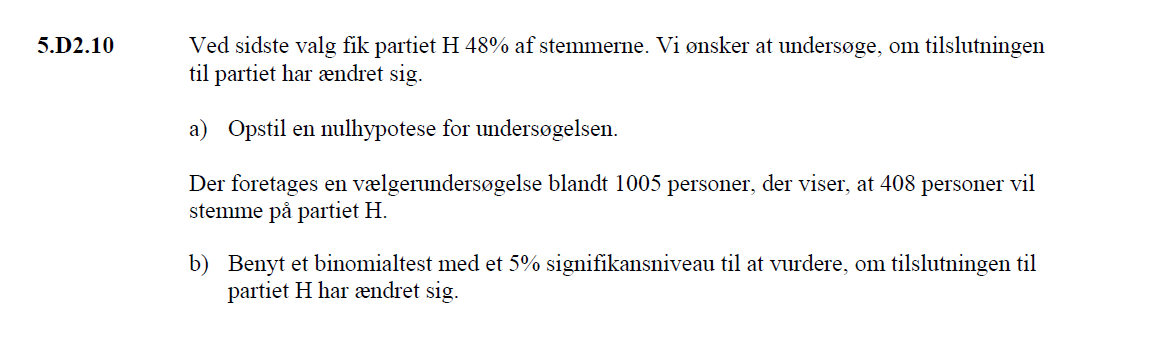 5.D2.10 Ved sidste valg fik partiet H 48% af stemmerne. Vi ønsker at undersøge, om tilslutningen
til partiet har ændret sig.
a) Opstil en nulhypotese for undersøgelsen.
Der foretages en vælgerundersøgelse blandt 1005 personer, der viser, at 408 personer vil
stemme på partiet H.
b) Benyt et binomialtest med et 5% signifikansniveau til at vurdere, om tilslutningen til
partiet H har ændret sig.